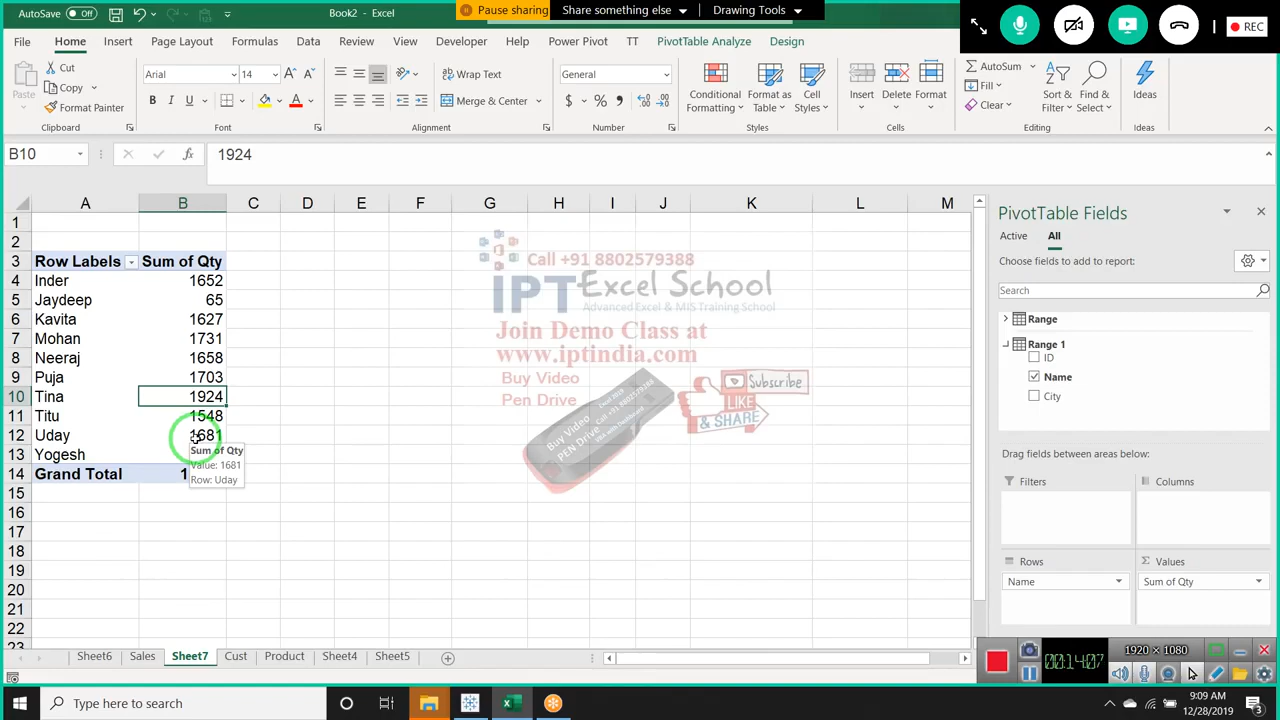 AutoSave Off
Book2 - Excel
Pause sharing
Share something else
Drawing Tools
REC
File Home Insert Page Layout Formulas Data Review View Developer Help Power Pivot TT PivotTable Analyze Design
Paste
Cut
Copy
Format Painter
Clipboard
Arial
14
B I U
Font
Wrap Text
Merge & Center
Alignment
General
$ % ,
Number
Conditional Formatting
Format as Table
Cell Styles
Styles
Insert
Delete
Format
Cells
AutoSum
Fill
Clear
Sort & Filter
Find & Select
Editing
Ideas
Ideas
B10
fx
1924
A B C D E F G H I J K L M
1
2
3 Row Labels Sum of Qty
4 Inder 1652
5 Jaydeep 65
6 Kavita 1627
7 Mohan 1731
8 Neeraj 1658
9 Puja 1703
10 Tina 1924
11 Titu 1548
12 Uday 1681
13 Yogesh
14 Grand Total 1
15
16
17
18
19
20
21
22
23
Sum of Qty
Value: 1681
Row: Uday
Call +91 8802579388
IPT Excel School
Advanced Excel & MIS Training School
Join Demo Class at
www.iptindia.com
Buy Video
Pen Drive
Buy Video
PEN Drive
Subscribe
LIKE
& SHARE
PivotTable Fields
Active All
Choose fields to add to report:
Search
Range
Range 1
ID
Name
City
Drag fields between areas below:
Filters
Columns
Rows
Values
Name
Sum of Qty
Sheet6 Sales Sheet7 Cust Product Sheet4 Sheet5
1920 × 1080
00:14:07
Type here to search
9:09 AM
12/28/2019
3